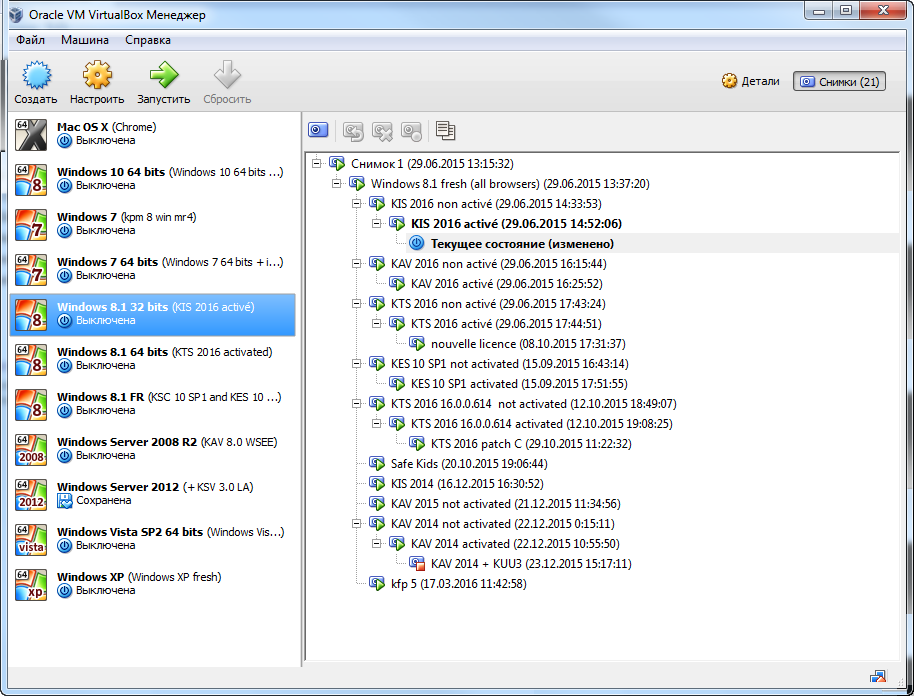 Oracle VM VirtualBox Менеджер
Файл Машина Справка
Создать Настроить Запустить Сбросить Детали Снимки (21)
64 X
Mac OS X (Chrome)
Выключена
64 8
Windows 10 64 bits (Windows 10 64 bits ...)
Выключена
7
Windows 7 (kpm 8 win mr4)
Выключена
64 7
Windows 7 64 bits (Windows 7 64 bits + i...)
Выключена
8
Windows 8.1 32 bits (KIS 2016 activé)
Выключена
64 8
Windows 8.1 64 bits (KTS 2016 activated)
Выключена
8
Windows 8.1 FR (KSC 10 SP1 and KES 10 ...)
Выключена
64 2008
Windows Server 2008 R2 (KAV 8.0 WSEE)
Выключена
64 2012
Windows Server 2012 (+ KSV 3.0 LA)
Сохранена
64 vista
Windows Vista SP2 64 bits (Windows Vis...)
Выключена
64 xp
Windows XP (Windows XP fresh)
Выключена
Снимок 1 (29.06.2015 13:15:32)
Windows 8.1 fresh (all browsers) (29.06.2015 13:37:20)
KIS 2016 non activé (29.06.2015 14:33:53)
KIS 2016 activé (29.06.2015 14:52:06)
Текущее состояние (изменено)
KAV 2016 non activé (29.06.2015 16:15:44)
KAV 2016 activé (29.06.2015 16:25:52)
KTS 2016 non activé (29.06.2015 17:43:24)
KTS 2016 activé (29.06.2015 17:44:51)
nouvelle licence (08.10.2015 17:31:37)
KES 10 SP1 not activated (15.09.2015 16:43:14)
KES 10 SP1 activated (15.09.2015 17:51:55)
KTS 2016 16.0.0.614 not activated (12.10.2015 18:49:07)
KTS 2016 16.0.0.614 activated (12.10.2015 19:08:25)
KTS 2016 patch C (29.10.2015 11:22:32)
Safe Kids (20.10.2015 19:06:44)
KIS 2014 (16.12.2015 16:30:52)
KAV 2015 not activated (21.12.2015 11:34:56)
KAV 2014 not activated (22.12.2015 0:15:11)
KAV 2014 activated (22.12.2015 10:55:50)
KAV 2014 + KUU3 (23.12.2015 15:17:11)
kfp 5 (17.03.2016 11:42:58)